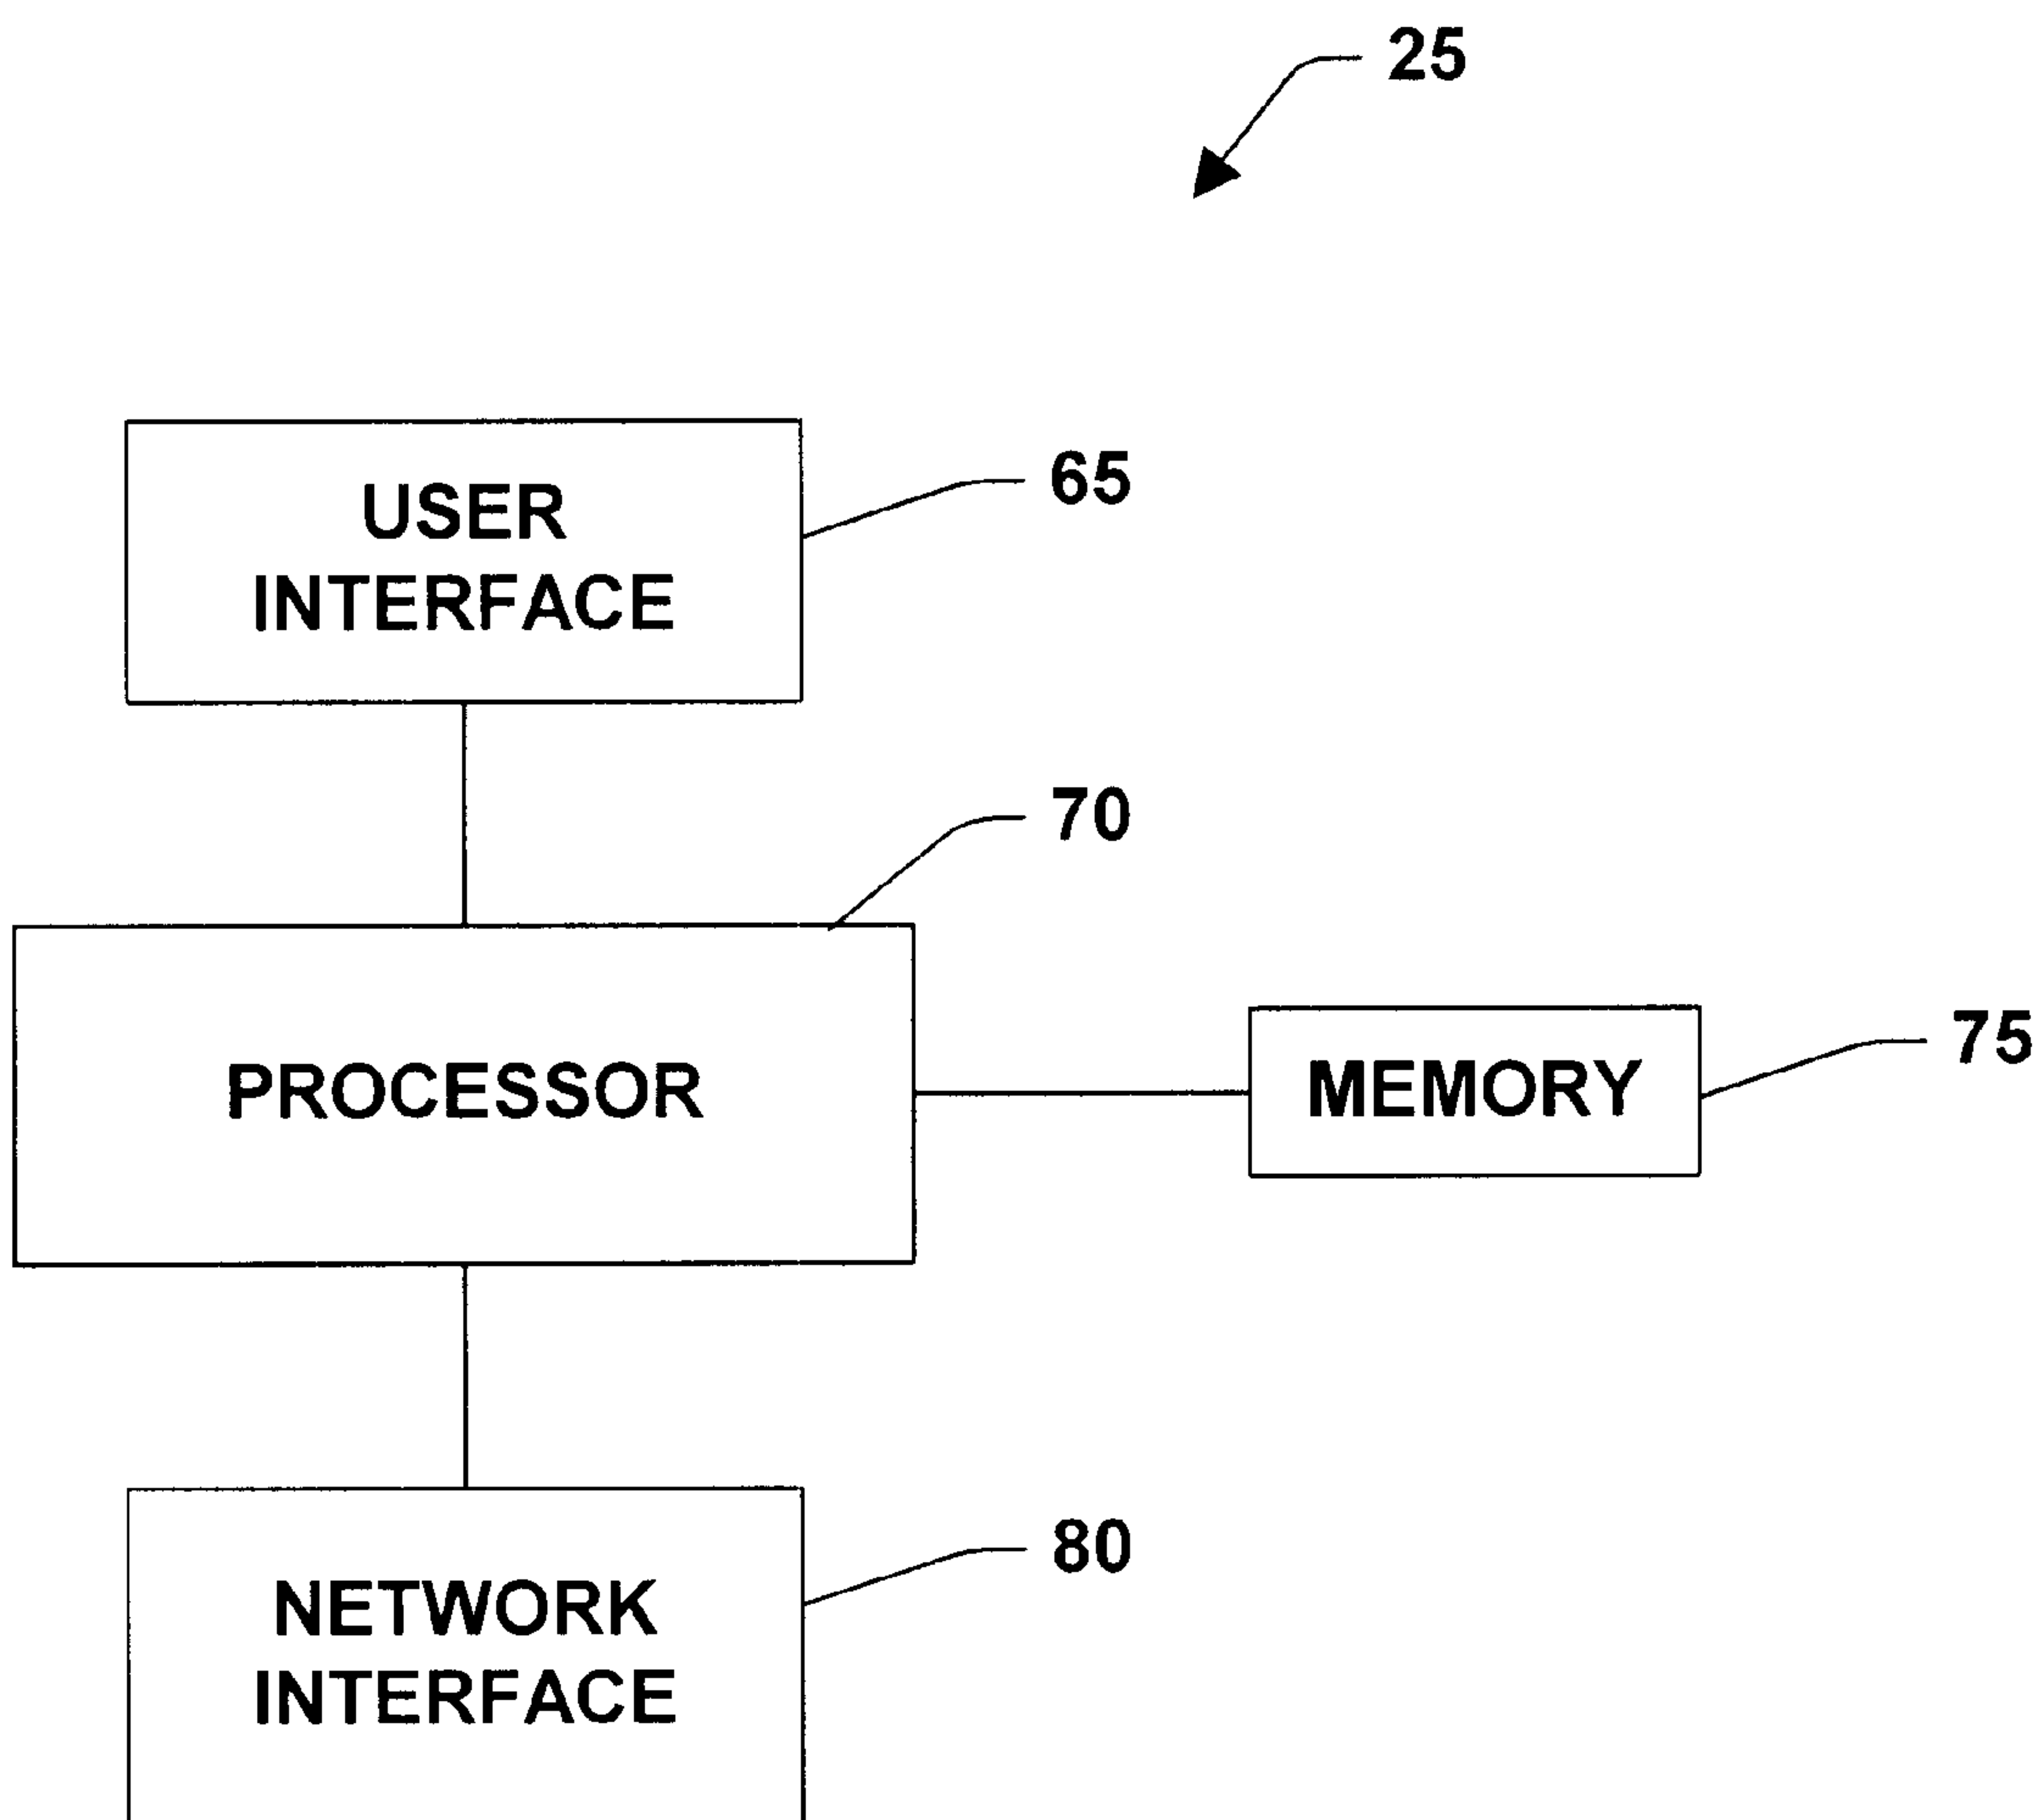 25
USER
INTERFACE
65
70
PROCESSOR
MEMORY
75
80
NETWORK
INTERFACE